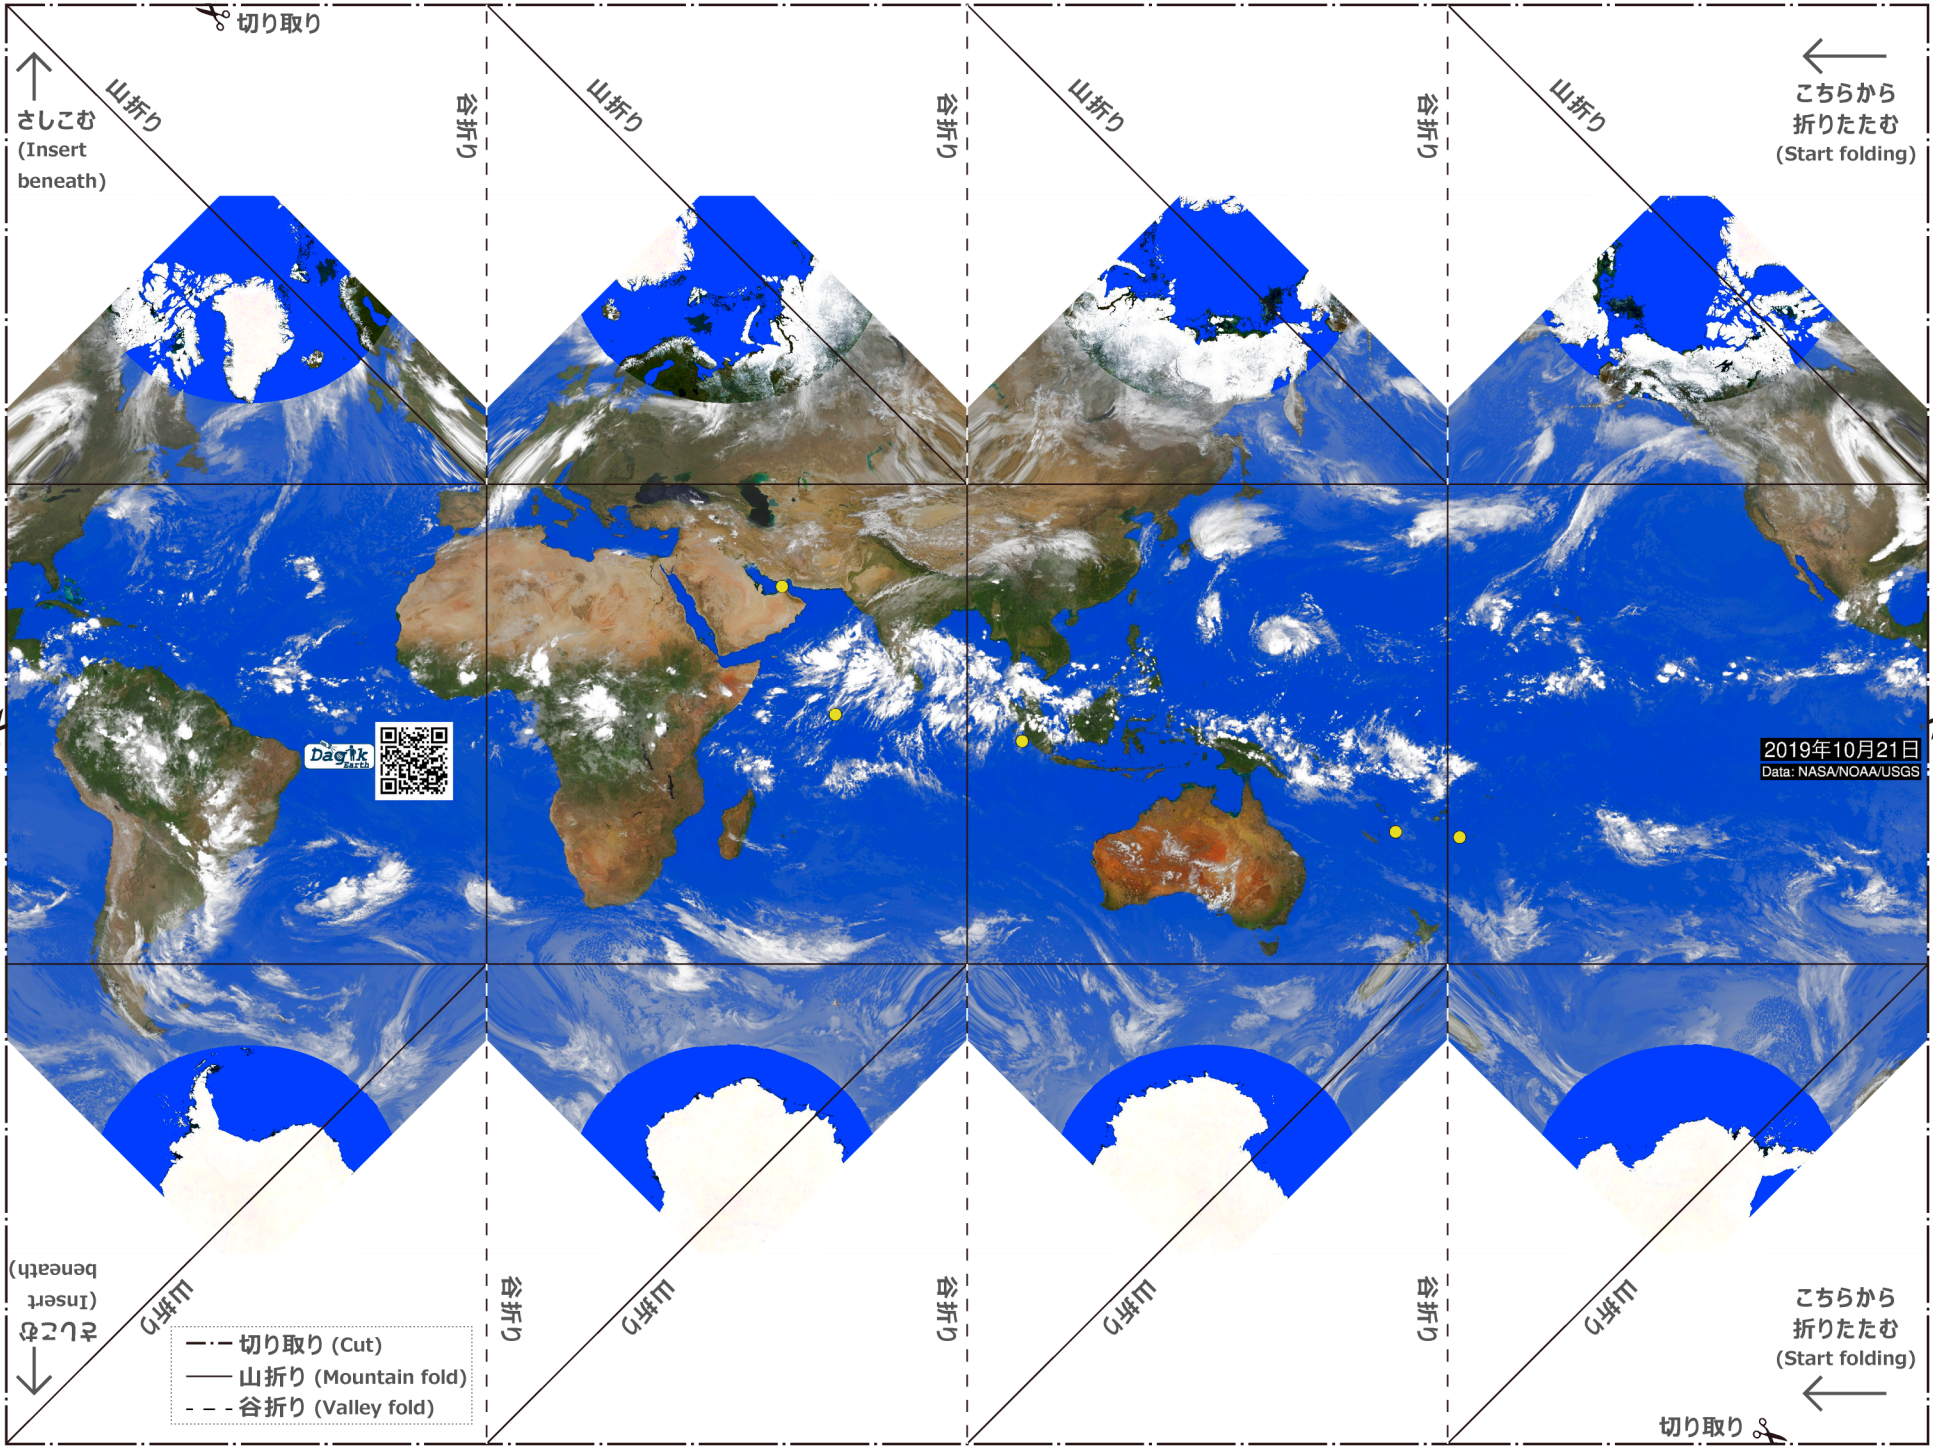 切り取り
山折り
谷折り
山折り
谷折り
山折り
谷折り
山折り
さしこむ
(Insert
beneath)
こちらから
折りたたむ
(Start folding)
Dagik
Earth
2019年10月21日
Data: NASA/NOAA/USGS
さしこむ
(Insert
beneath)
山折り
谷折り
山折り
谷折り
山折り
谷折り
山折り
切り取り (Cut)
山折り (Mountain fold)
谷折り (Valley fold)
こちらから
折りたたむ
(Start folding)
切り取り